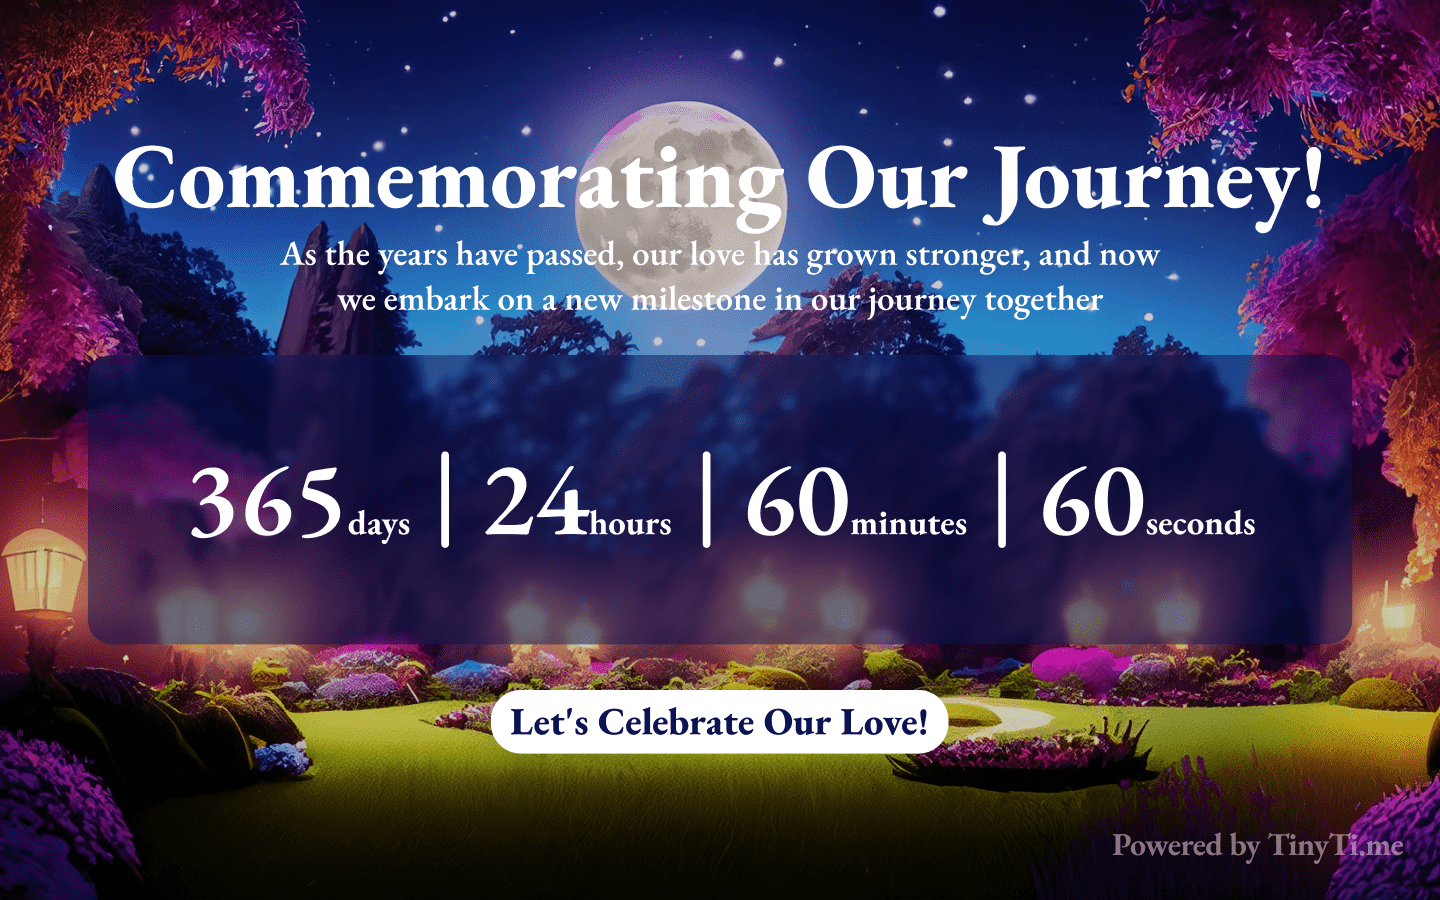 Commemorating Our Journey!
As the years have passed, our love has grown stronger, and now
we embark on a new milestone in our journey together
365 days | 24 hours | 60 minutes | 60 seconds
Let's Celebrate Our Love!
Powered by TinyTi.me